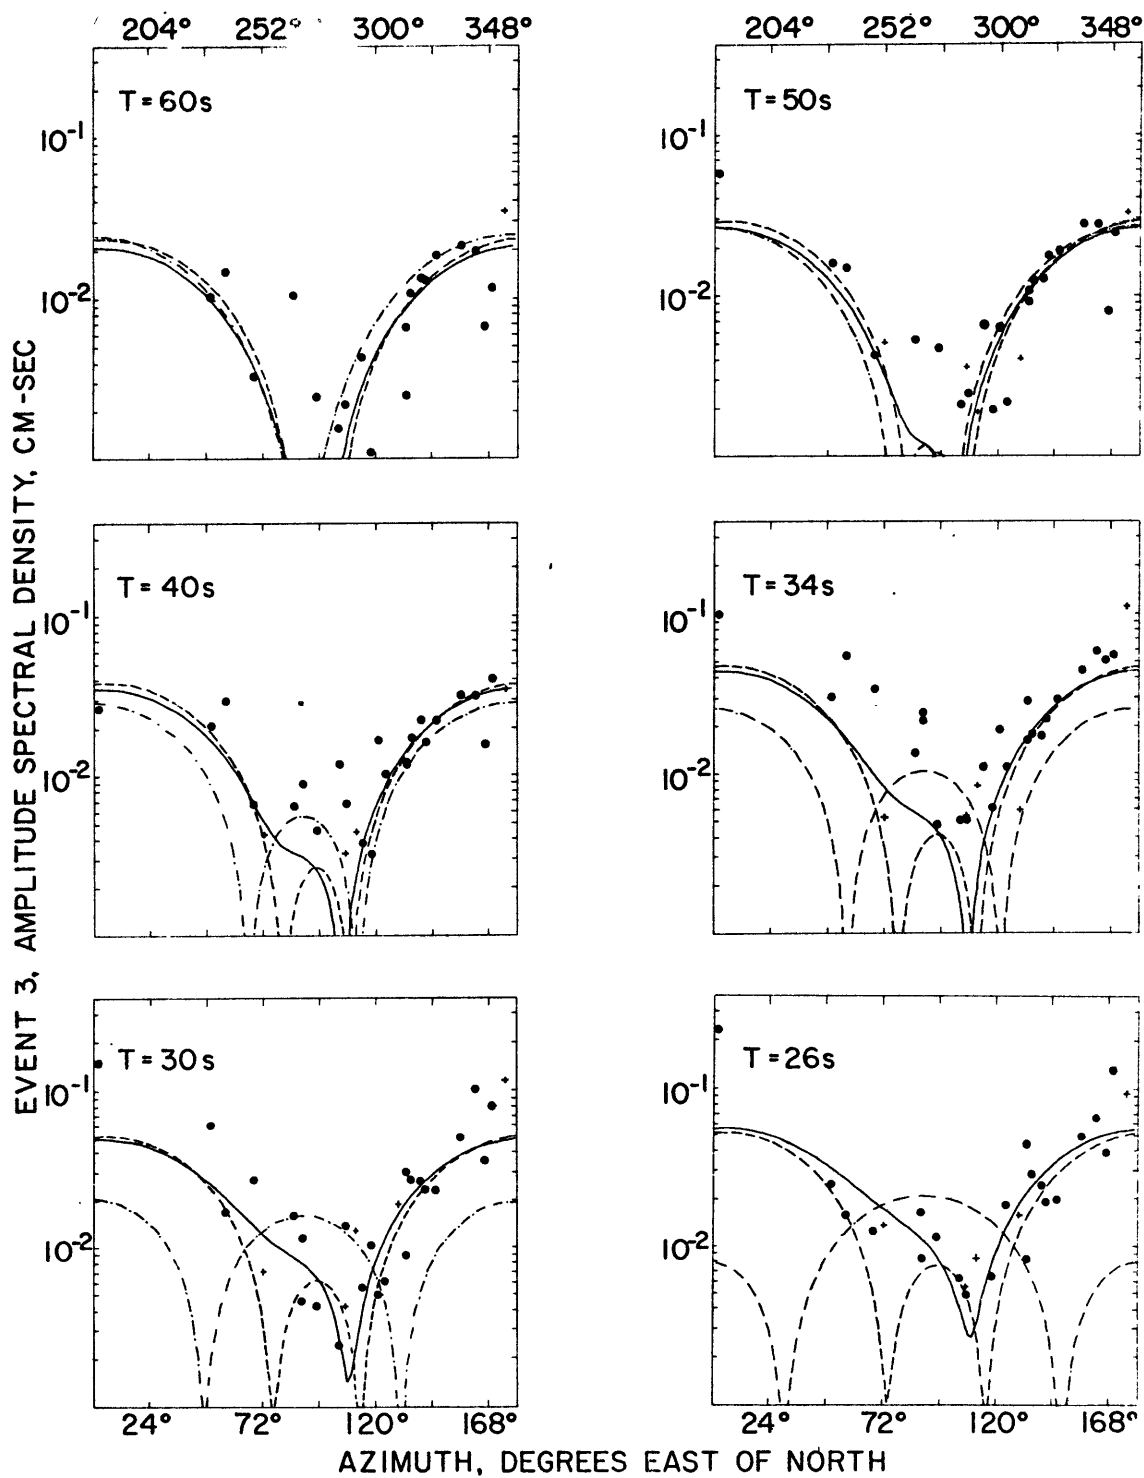 204° 252° 300° 348° 204° 252° 300° 348°
T=60s
T=50s
10-1
10-1
10-2
10-2
T=40s
T=34s
10-1
10-1
10-2
10-2
T=30s
T=26s
10-1
10-1
10-2
10-2
24° 72° 120° 168° 24° 72° 120° 168°
AZIMUTH, DEGREES EAST OF NORTH
EVENT 3, AMPLITUDE SPECTRAL DENSITY, CM-SEC